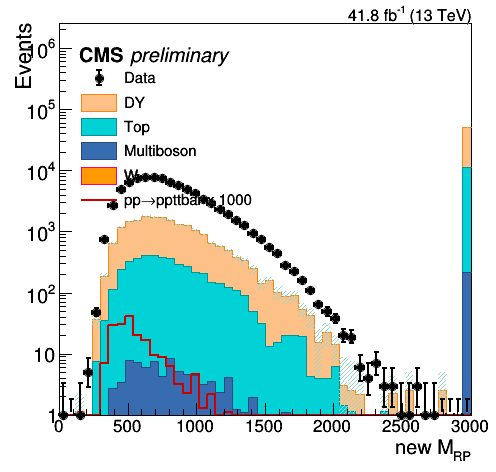 41.8 fb⁻¹ (13 TeV)
Events
CMS preliminary
Data
DY
Top
Multiboson
W
pp→ppttbar x 1000
10⁶
10⁵
10⁴
10³
10²
10
1
0 500 1000 1500 2000 2500 3000
new M_RP